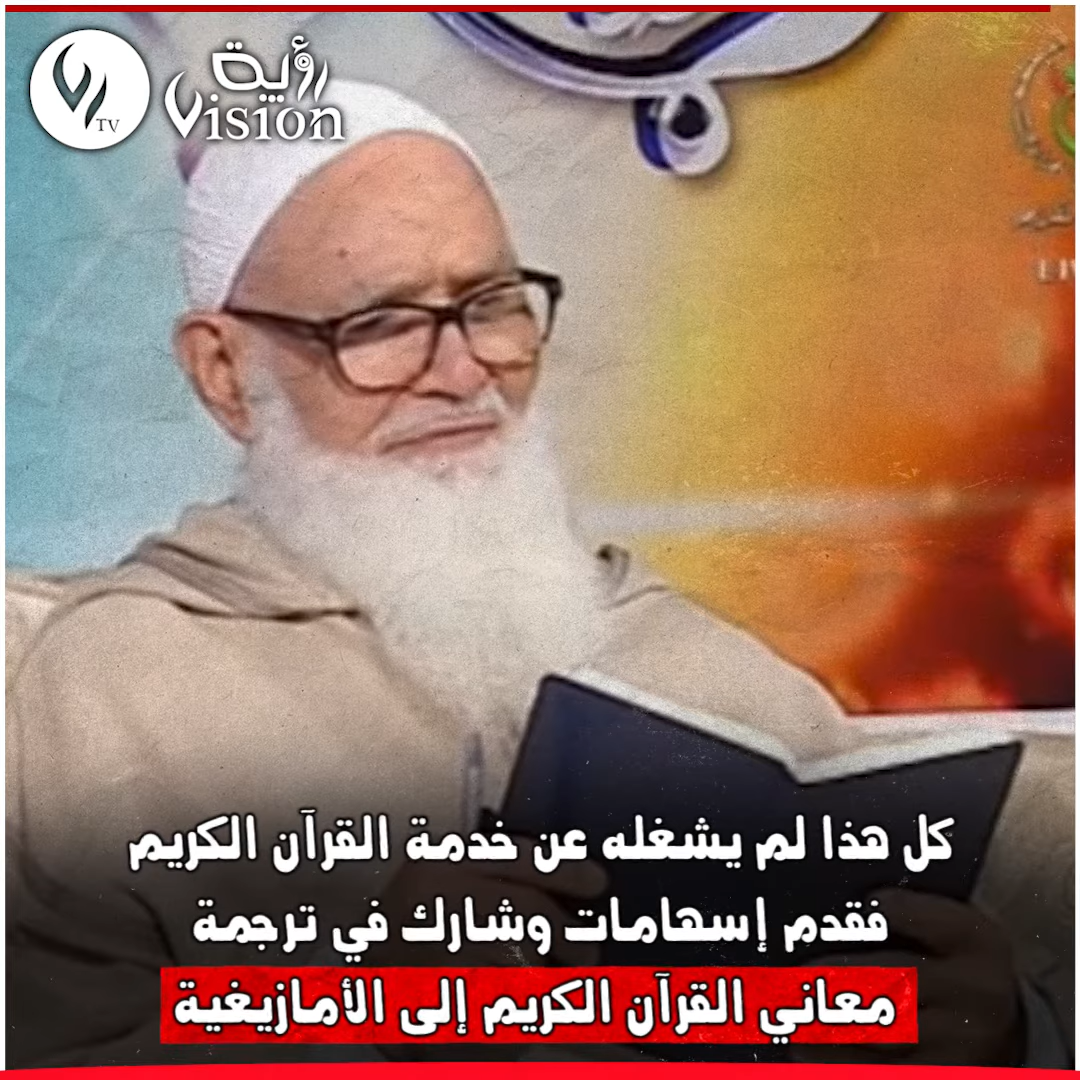 رؤية
Vision
TV
كل هذا لم يشغله عن خدمة القرآن الكريم
فقدم إسهامات وشارك في ترجمة
معاني القرآن الكريم إلى الأمازيغية